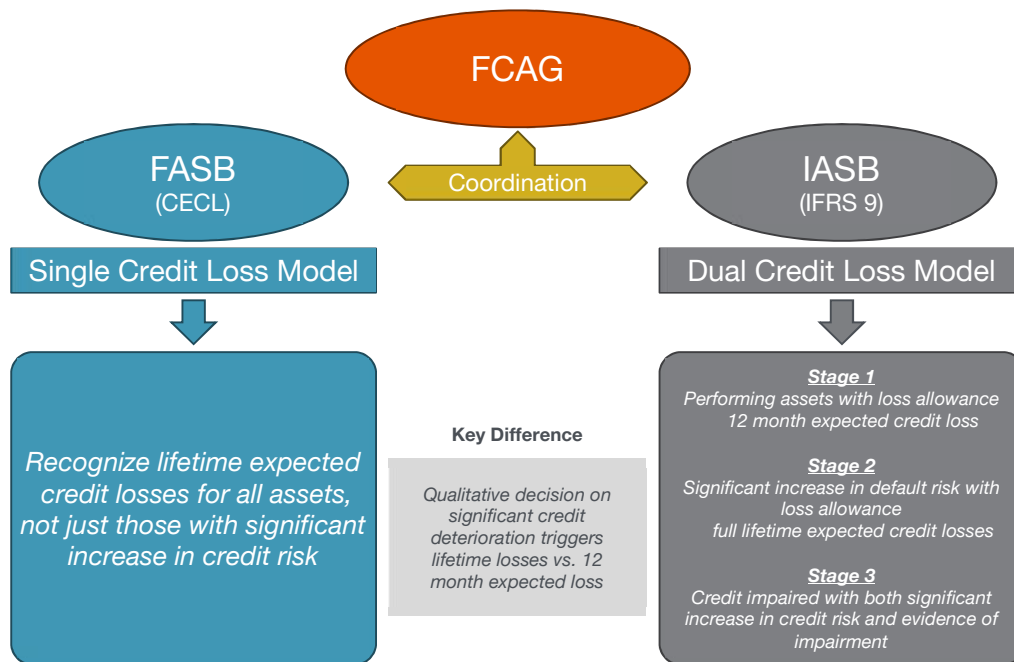 FCAG
FASB
(CECL)
Coordination
IASB
(IFRS 9)
Single Credit Loss Model
Dual Credit Loss Model
Recognize lifetime expected
credit losses for all assets,
not just those with significant
increase in credit risk
Key Difference
Qualitative decision on
significant credit
deterioration triggers
lifetime losses vs. 12
month expected loss
Stage 1
Performing assets with loss allowance
12 month expected credit loss
Stage 2
Significant increase in default risk with
loss allowance
full lifetime expected credit losses
Stage 3
Credit impaired with both significant
increase in credit risk and evidence of
impairment